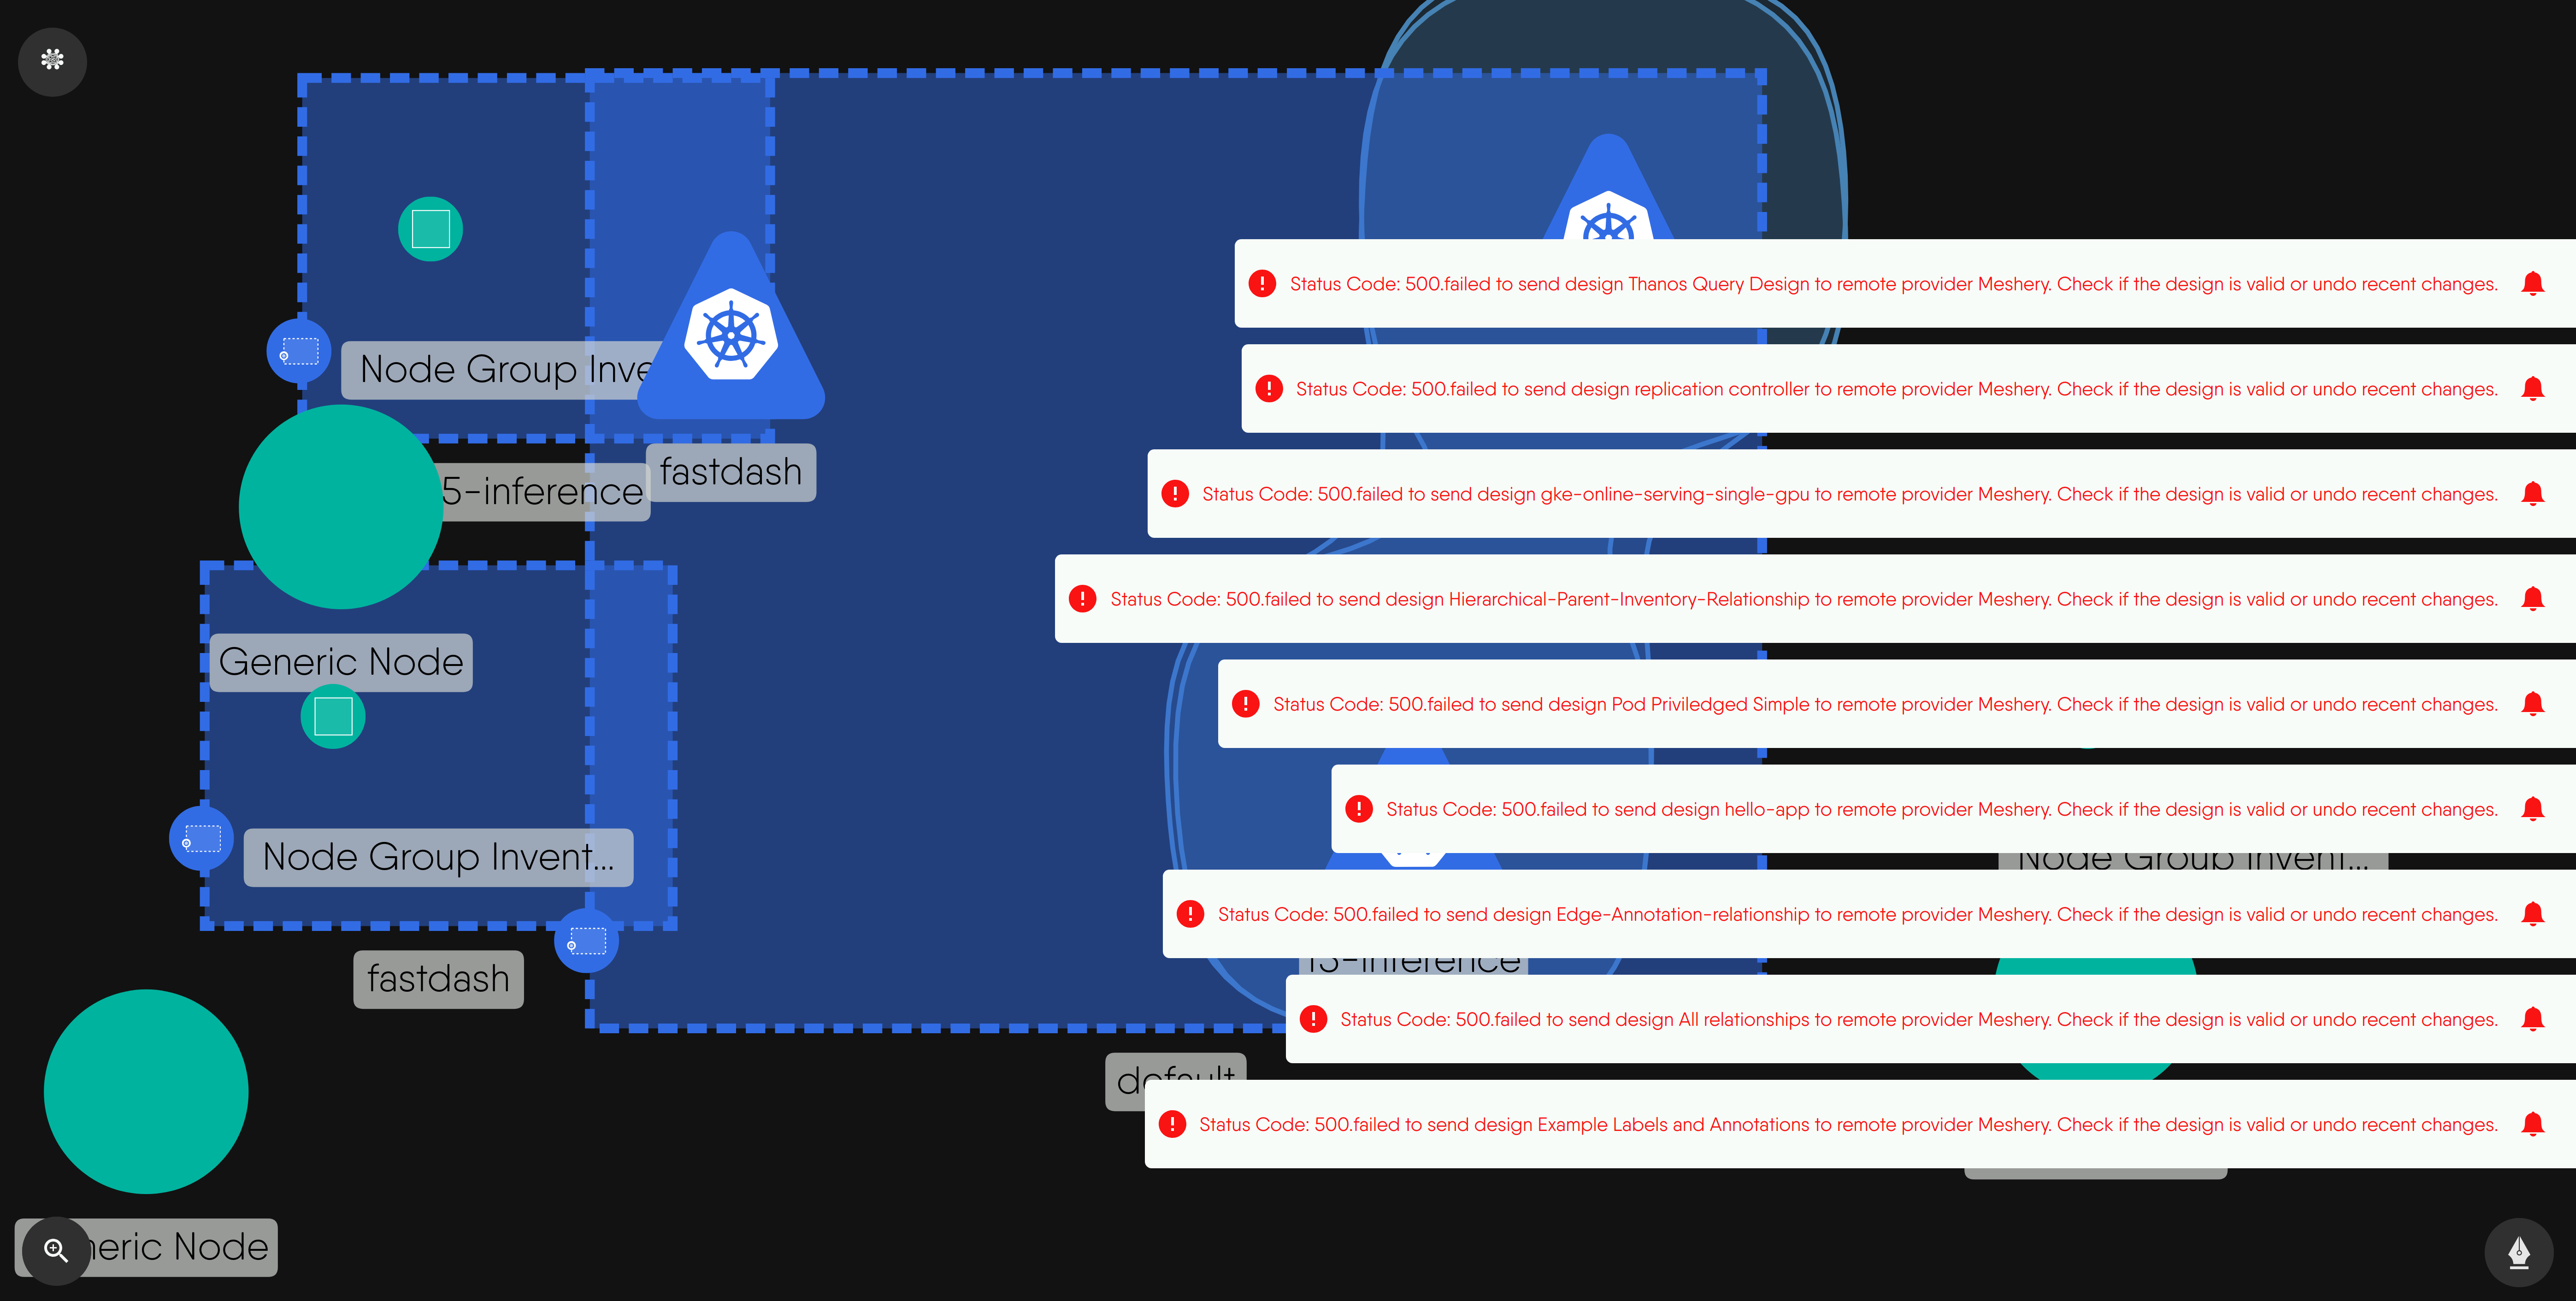 Node Group Inve
5-inference
fastdash
Generic Node
Node Group Invent...
fastdash
Generic Node
Status Code: 500.failed to send design Thanos Query Design to remote provider Meshery. Check if the design is valid or undo recent changes.
Status Code: 500.failed to send design replication controller to remote provider Meshery. Check if the design is valid or undo recent changes.
Status Code: 500.failed to send design gke-online-serving-single-gpu to remote provider Meshery. Check if the design is valid or undo recent changes.
Status Code: 500.failed to send design Hierarchical-Parent-Inventory-Relationship to remote provider Meshery. Check if the design is valid or undo recent changes.
Status Code: 500.failed to send design Pod Priviledged Simple to remote provider Meshery. Check if the design is valid or undo recent changes.
Status Code: 500.failed to send design hello-app to remote provider Meshery. Check if the design is valid or undo recent changes.
Node Group Invent...
Status Code: 500.failed to send design Edge-Annotation-relationship to remote provider Meshery. Check if the design is valid or undo recent changes.
t5-inference
Status Code: 500.failed to send design All relationships to remote provider Meshery. Check if the design is valid or undo recent changes.
default
Status Code: 500.failed to send design Example Labels and Annotations to remote provider Meshery. Check if the design is valid or undo recent changes.